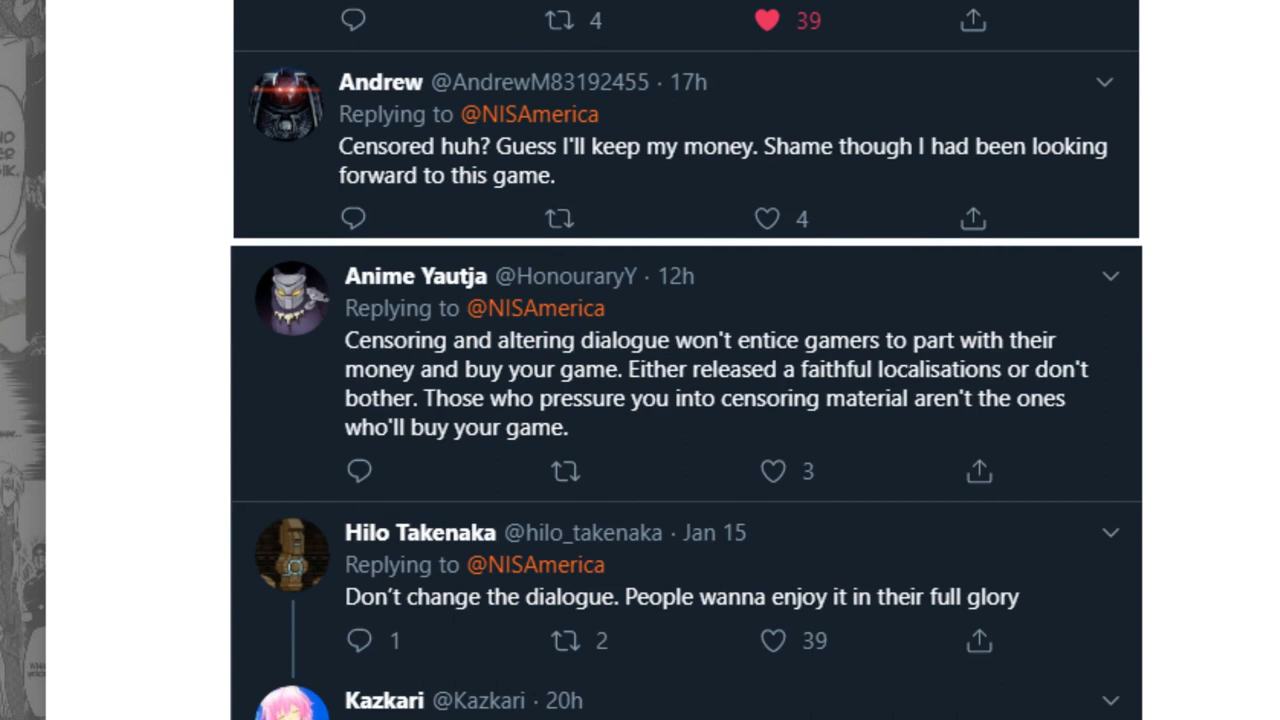 4 39
Andrew @AndrewM83192455 · 17h
Replying to @NISAmerica
Censored huh? Guess I'll keep my money. Shame though I had been looking
forward to this game.
4
Anime Yautja @HonouraryY · 12h
Replying to @NISAmerica
Censoring and altering dialogue won't entice gamers to part with their
money and buy your game. Either released a faithful localisations or don't
bother. Those who pressure you into censoring material aren't the ones
who'll buy your game.
3
Hilo Takenaka @hilo_takenaka · Jan 15
Replying to @NISAmerica
Don't change the dialogue. People wanna enjoy it in their full glory
1 2 39
Kazkari @Kazkari · 20h